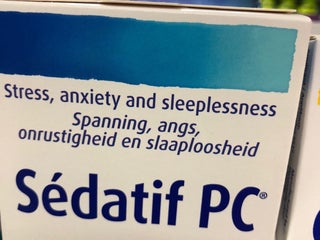 Stress, anxiety and sleeplessness
Spanning, angs,
onrustigheid en slaaploosheid
Sédatif PC®